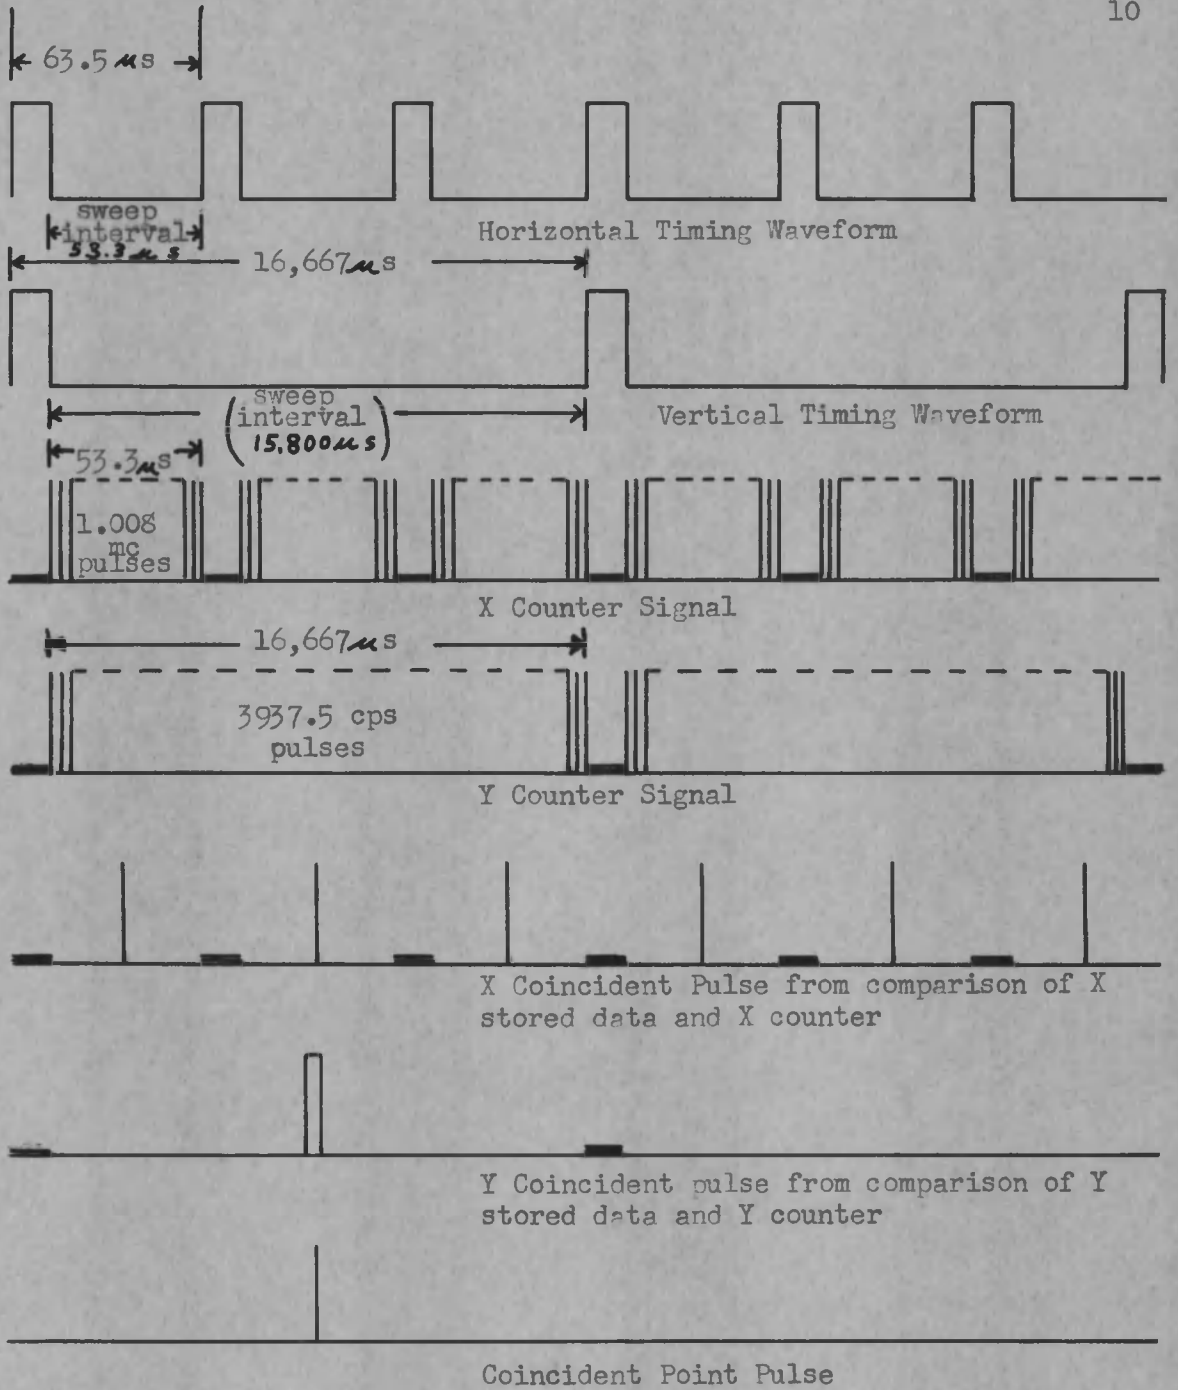 10
63.5 µs
sweep
interval
53.3 µs
Horizontal Timing Waveform
16,667 µs
sweep
interval
15.800 µs
Vertical Timing Waveform
53.3 µs
1.008
mc
pulses
X Counter Signal
16,667 µs
3937.5 cps
pulses
Y Counter Signal
X Coincident Pulse from comparison of X
stored data and X counter
Y Coincident pulse from comparison of Y
stored data and Y counter
Coincident Point Pulse